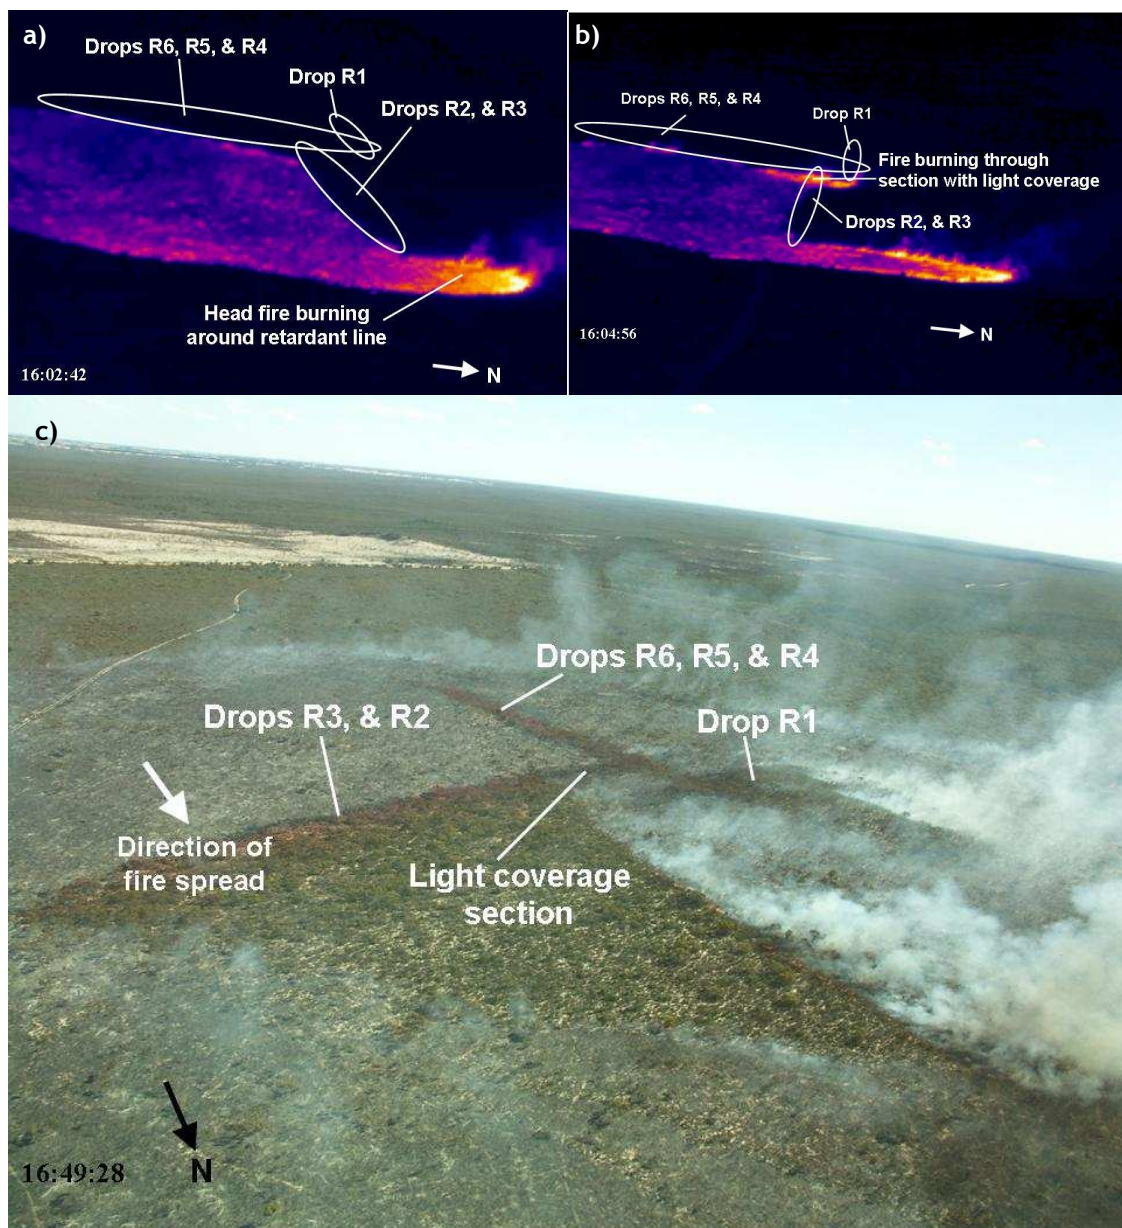 a)
Drops R6, R5, & R4
Drop R1
Drops R2, & R3
Head fire burning
around retardant line
16:02:42
N
b)
Drops R6, R5, & R4
Drop R1
Fire burning through
section with light coverage
Drops R2, & R3
16:04:56
N
c)
Drops R6, R5, & R4
Drops R3, & R2
Drop R1
Direction of
fire spread
Light coverage
section
16:49:28
N